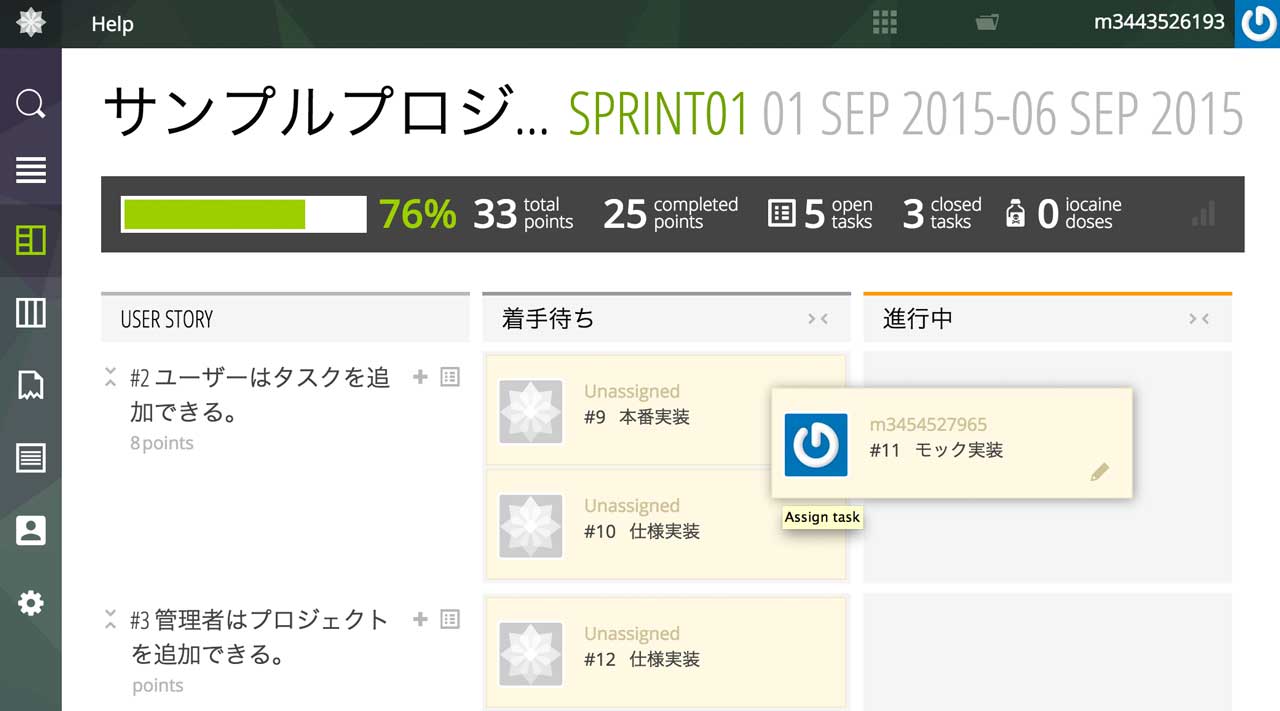 Help
m3443526193
サンプルプロジ... SPRINT01 01 SEP 2015-06 SEP 2015
76% 33 total points 25 completed points 5 open tasks 3 closed tasks 0 iocaine doses
USER STORY
着手待ち
進行中
#2 ユーザーはタスクを追
加できる。
8 points
Unassigned
#9 本番実装
m3454527965
#11 モック実装
Assign task
Unassigned
#10 仕様実装
#3 管理者はプロジェクト
を追加できる。
points
Unassigned
#12 仕様実装